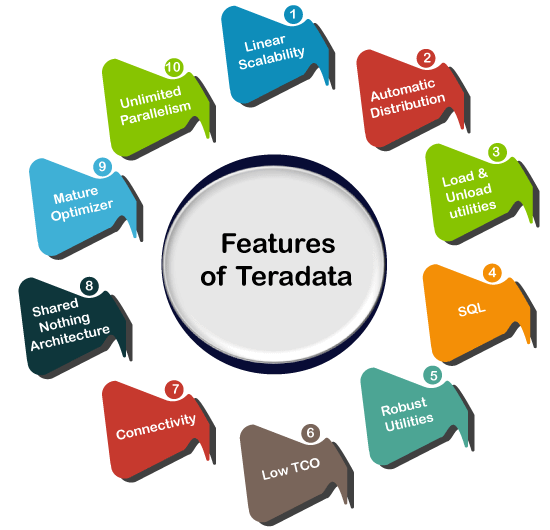 Features
of Teradata
1
Linear
Scalability
2
Automatic
Distribution
3
Load &
Unload
utilities
4
SQL
5
Robust
Utilities
6
Low TCO
7
Connectivity
8
Shared
Nothing
Architecture
9
Mature
Optimizer
10
Unlimited
Parallelism